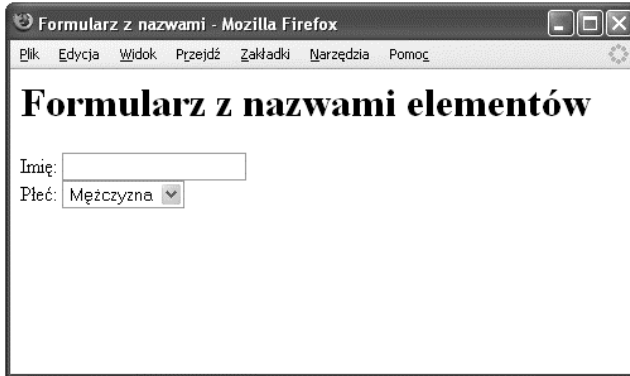 Formularz z nazwami - Mozilla Firefox
Plik Edycja Widok Przejdź Zakładki Narzędzia Pomoc
Formularz z nazwami elementów
Imię:
Płeć: Mężczyzna